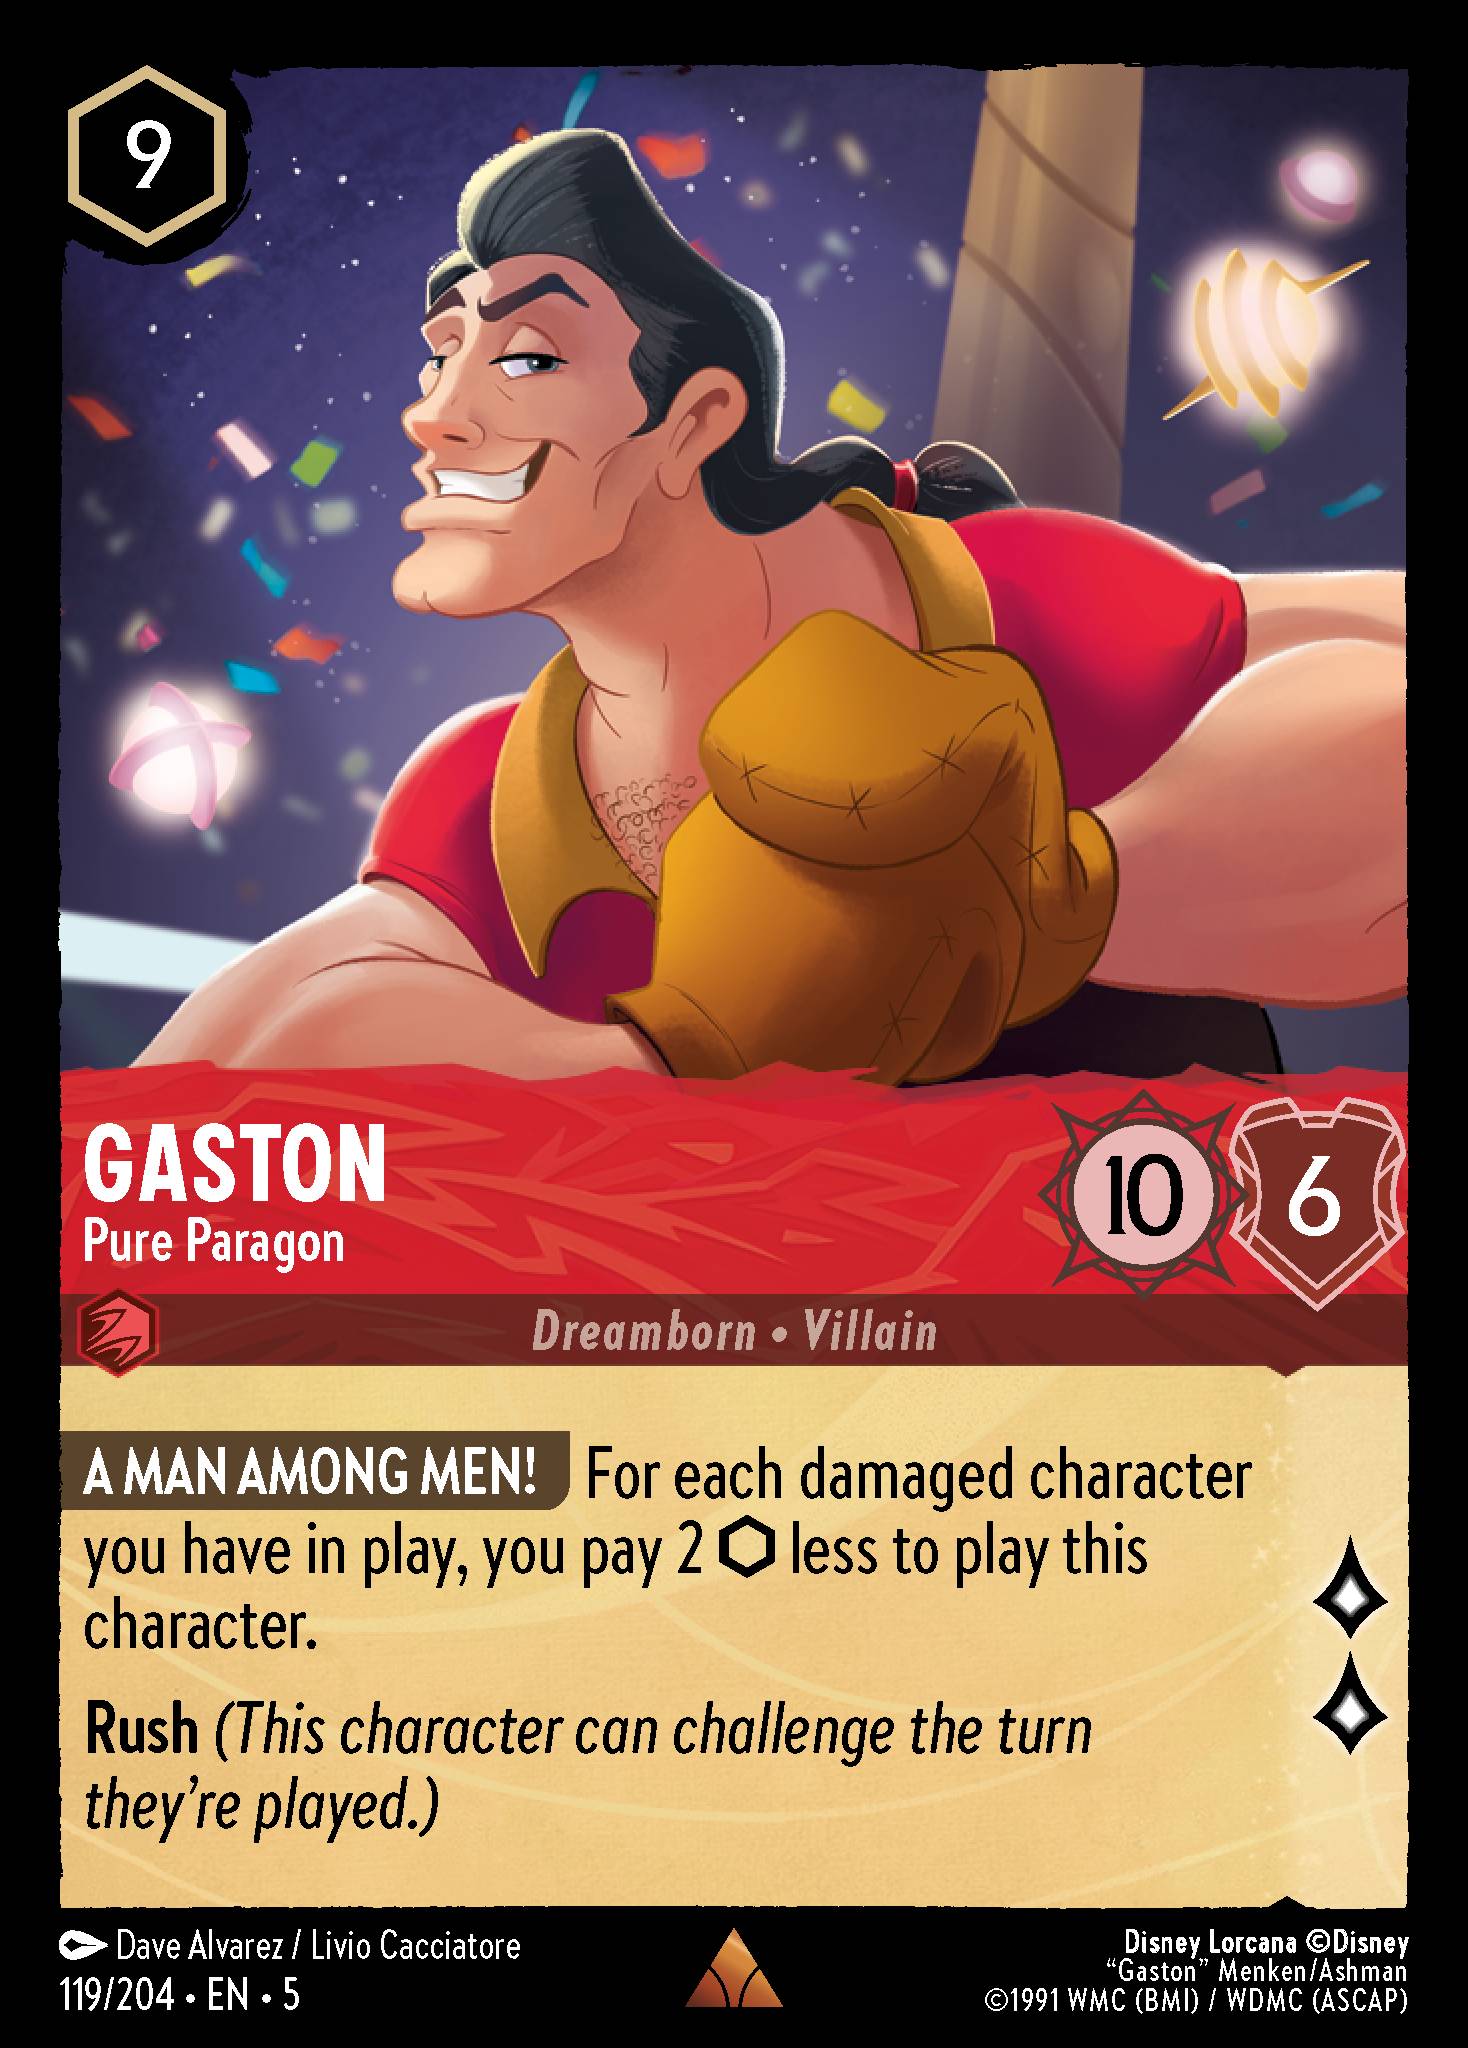 9
GASTON
Pure Paragon
10
6
Dreamborn • Villain
A MAN AMONG MEN! For each damaged character
you have in play, you pay 2 ⬡ less to play this
character.
Rush (This character can challenge the turn
they’re played.)
Dave Alvarez / Livio Cacciatore
119/204 • EN • 5
Disney Lorcana ©Disney
“Gaston” Menken/Ashman
©1991 WMC (BMI) / WDMC (ASCAP)